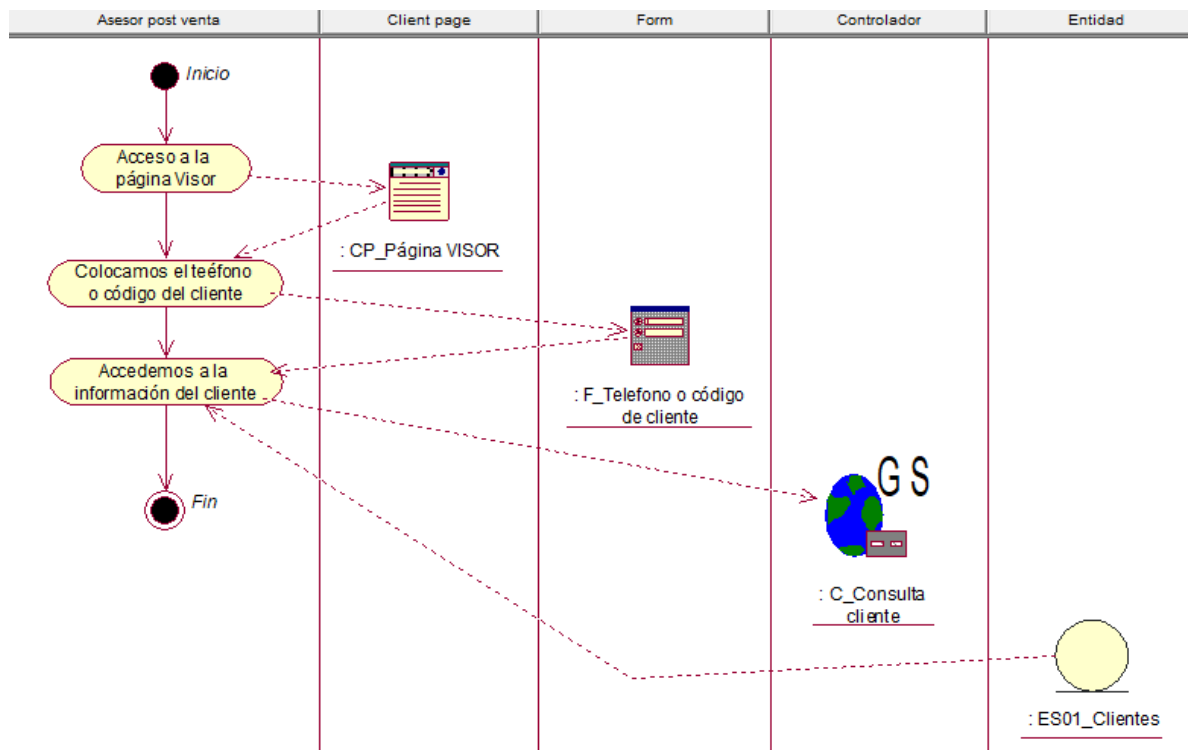 Asesor post venta
Client page
Form
Controlador
Entidad
Inicio
Acceso a la
página Visor
: CP_Página VISOR
Colocamos el teéfono
o código del cliente
Accedemos a la
información del cliente
: F_Telefono o código
de cliente
G S
Fin
: C_Consulta
cliente
: ES01_Clientes